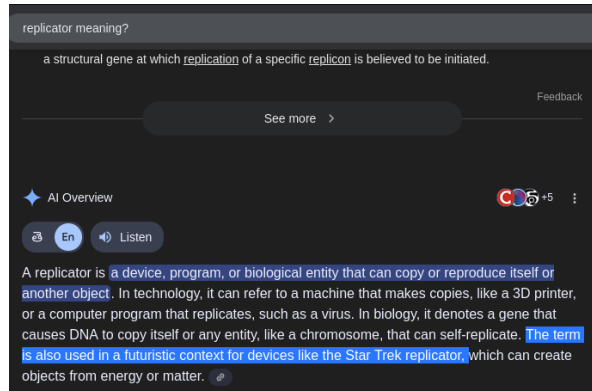 replicator meaning?
a structural gene at which replication of a specific replicon is believed to be initiated.
Feedback
See more
AI Overview
+5
En
Listen
A replicator is a device, program, or biological entity that can copy or reproduce itself or
another object. In technology, it can refer to a machine that makes copies, like a 3D printer,
or a computer program that replicates, such as a virus. In biology, it denotes a gene that
causes DNA to copy itself or any entity, like a chromosome, that can self-replicate. The term
is also used in a futuristic context for devices like the Star Trek replicator, which can create
objects from energy or matter.